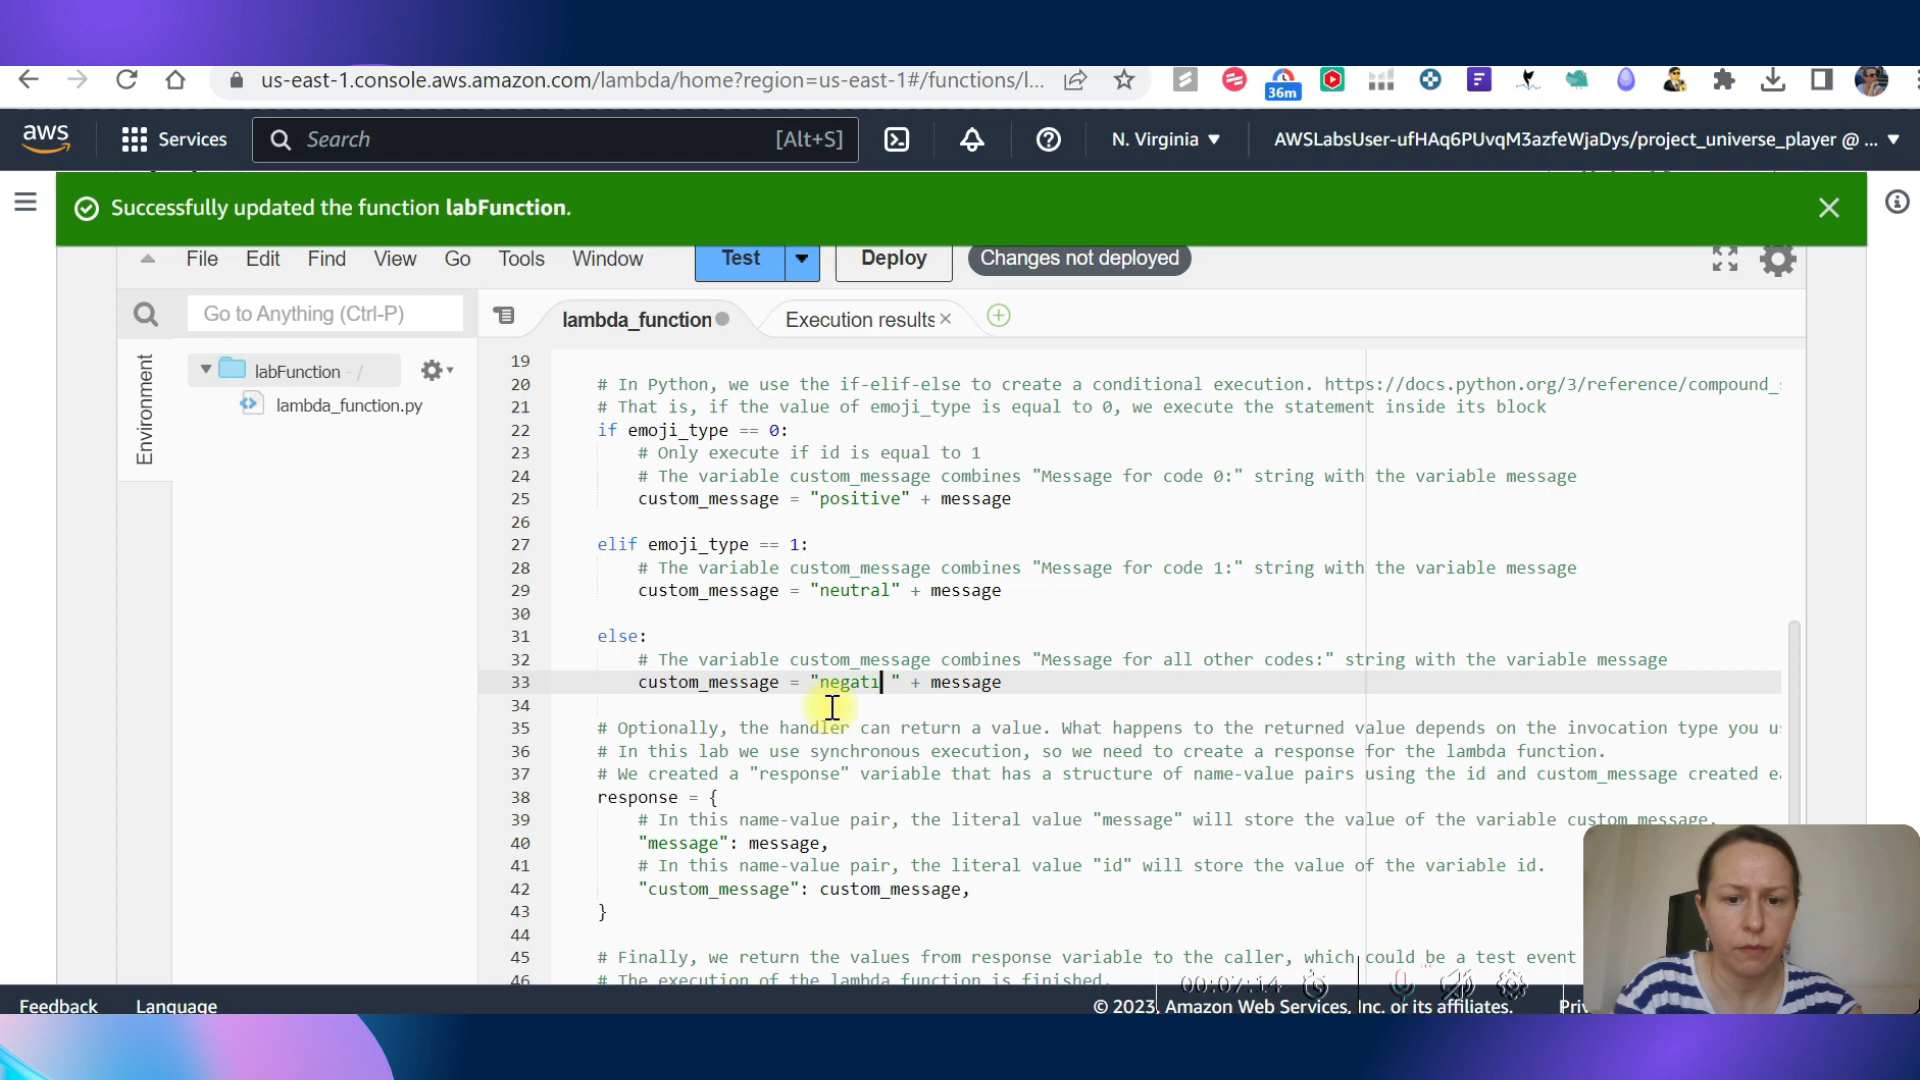 us-east-1.console.aws.amazon.com/lambda/home?region=us-east-1#/functions/l...
36m
aws
Services
Search
[Alt+S]
N. Virginia
AWSLabsUser-ufHAq6PUvqM3azfeWjaDys/project_universe_player @ ...
Successfully updated the function labFunction.
File Edit Find View Go Tools Window
Test
Deploy
Changes not deployed
Go to Anything (Ctrl-P)
lambda_function
Execution results
Environment
labFunction - /
lambda_function.py
19
20 # In Python, we use the if-elif-else to create a conditional execution. https://docs.python.org/3/reference/compound_
21 # That is, if the value of emoji_type is equal to 0, we execute the statement inside its block
22 if emoji_type == 0:
23 # Only execute if id is equal to 1
24 # The variable custom_message combines "Message for code 0:" string with the variable message
25 custom_message = "positive" + message
26
27 elif emoji_type == 1:
28 # The variable custom_message combines "Message for code 1:" string with the variable message
29 custom_message = "neutral" + message
30
31 else:
32 # The variable custom_message combines "Message for all other codes:" string with the variable message
33 custom_message = "negati " + message
34
35 # Optionally, the handler can return a value. What happens to the returned value depends on the invocation type you u
36 # In this lab we use synchronous execution, so we need to create a response for the lambda function.
37 # We created a "response" variable that has a structure of name-value pairs using the id and custom_message created e
38 response = {
39 # In this name-value pair, the literal value "message" will store the value of the variable custom_message.
40 "message": message,
41 # In this name-value pair, the literal value "id" will store the value of the variable id.
42 "custom_message": custom_message,
43 }
44
45 # Finally, we return the values from response variable to the caller, which could be a test event
46 # The execution of the lambda function is finished.
00:07:14
Feedback
Language
© 2023, Amazon Web Services, Inc. or its affiliates.
Pri